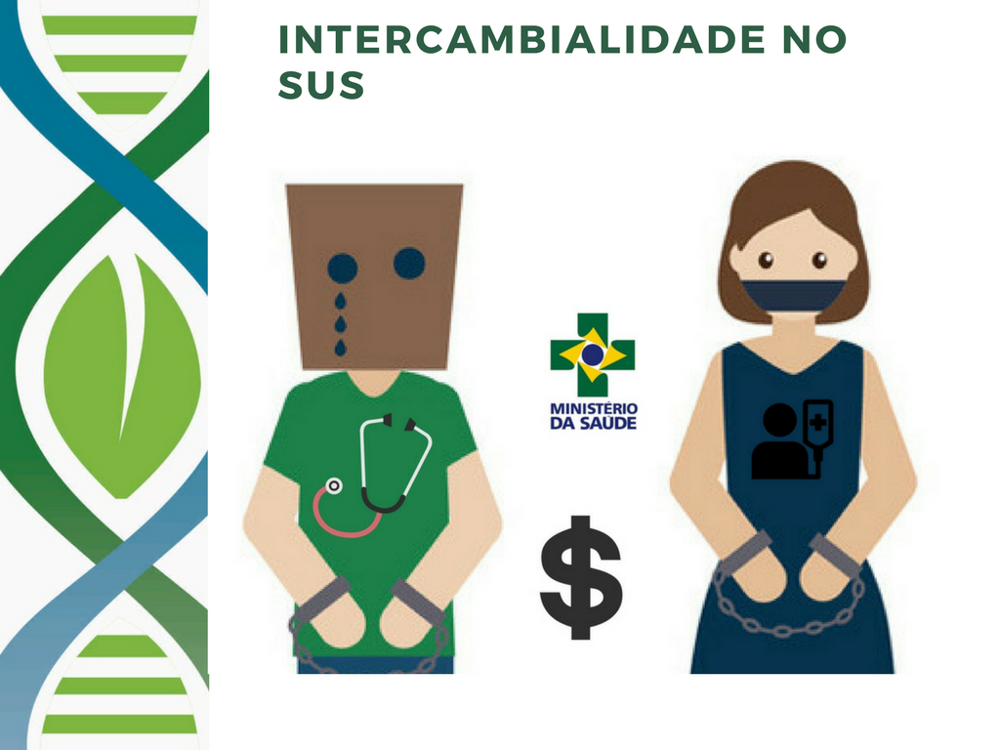 INTERCAMBIALIDADE NO
SUS
MINISTÉRIO
DA SAÚDE
$